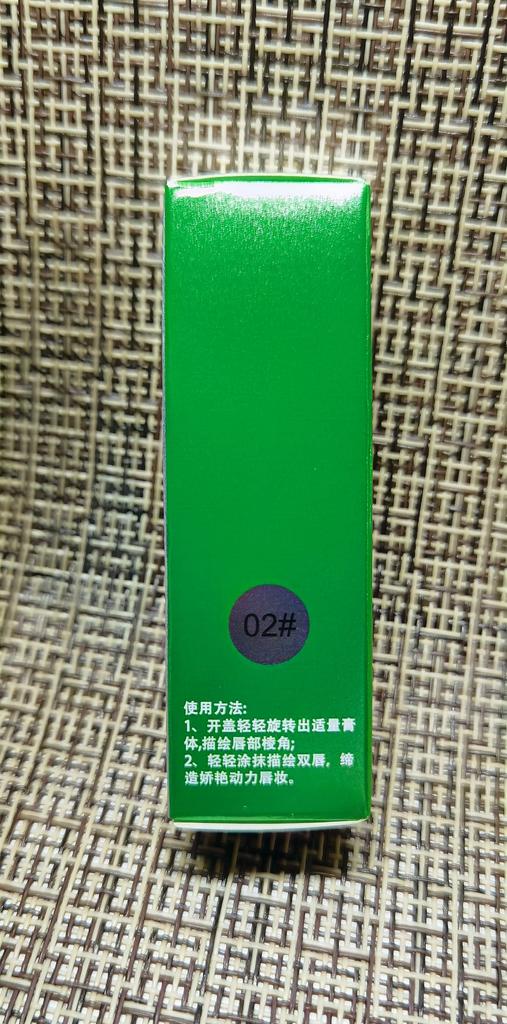 02#
使用方法:
1、开盖轻轻旋转出适量膏
体,描绘唇部棱角;
2、轻轻涂抹描绘双唇，缔
造娇艳动力唇妆。